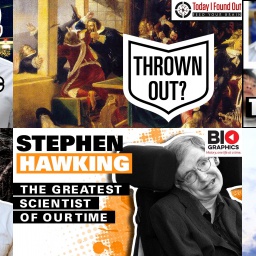 Today I Found Out
FEED YOUR BRAIN
THROWN
OUT?
STEPHEN
HAWKING
THE GREATEST
SCIENTIST
OF OUR TIME
BIO
GRAPHICS